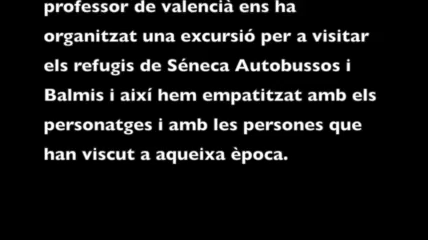 professor de valencià ens ha
organitzat una excursió per a visitar
els refugis de Séneca Autobussos i
Balmis i així hem empatitzat amb els
personatges i amb les persones que
han viscut a aqueixa època.